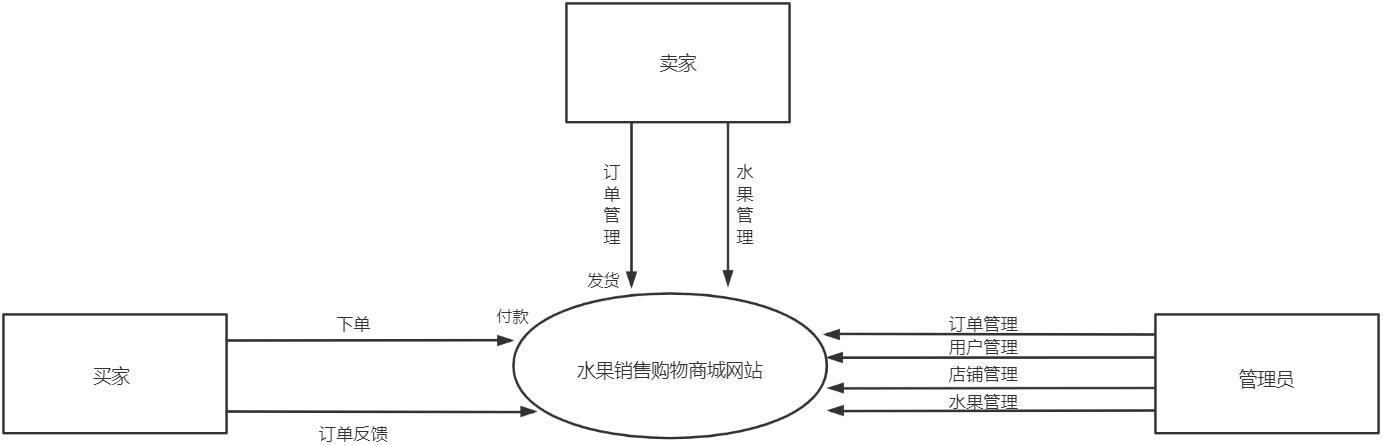 卖家
订单管理
水果管理
发货
付款
下单
买家
订单反馈
水果销售购物商城网站
订单管理
用户管理
店铺管理
水果管理
管理员